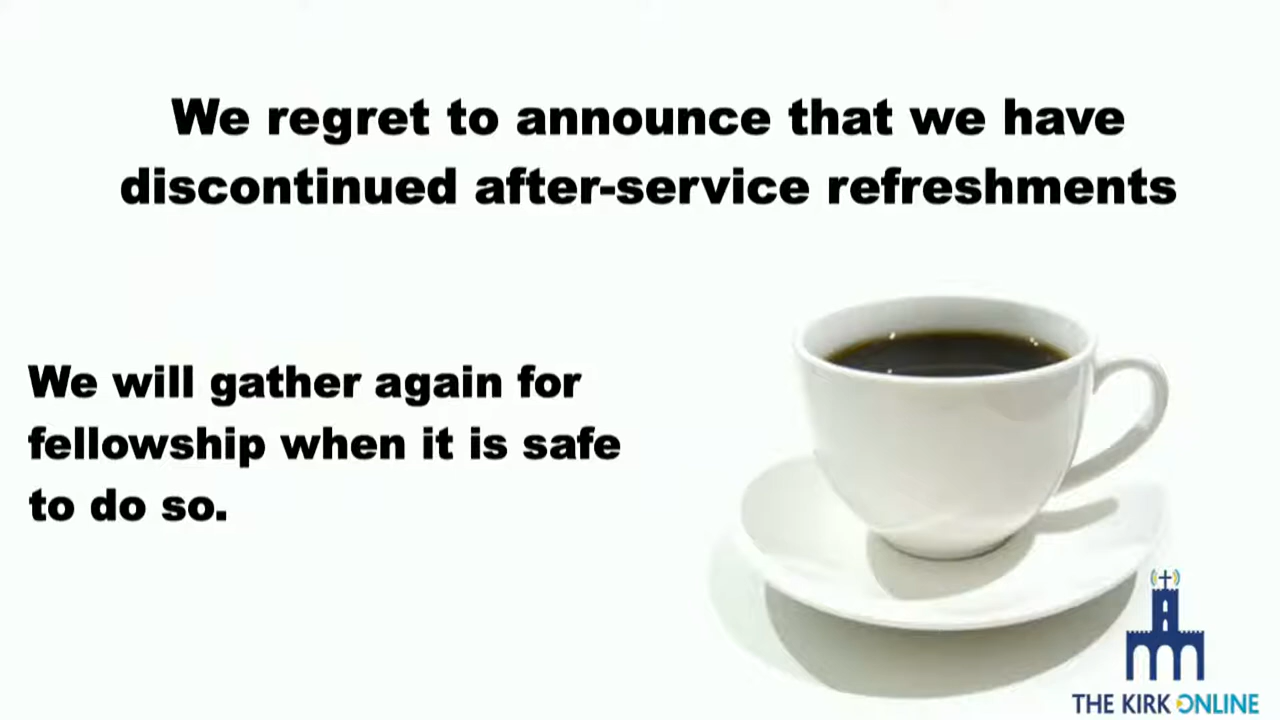 We regret to announce that we have
discontinued after-service refreshments
We will gather again for
fellowship when it is safe
to do so.
THE KIRK ONLINE